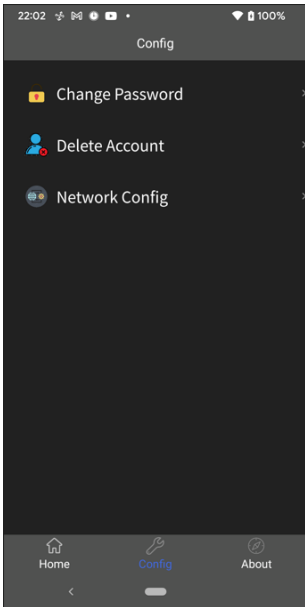 22:02 100%
Config
Change Password
Delete Account
Network Config
Home Config About